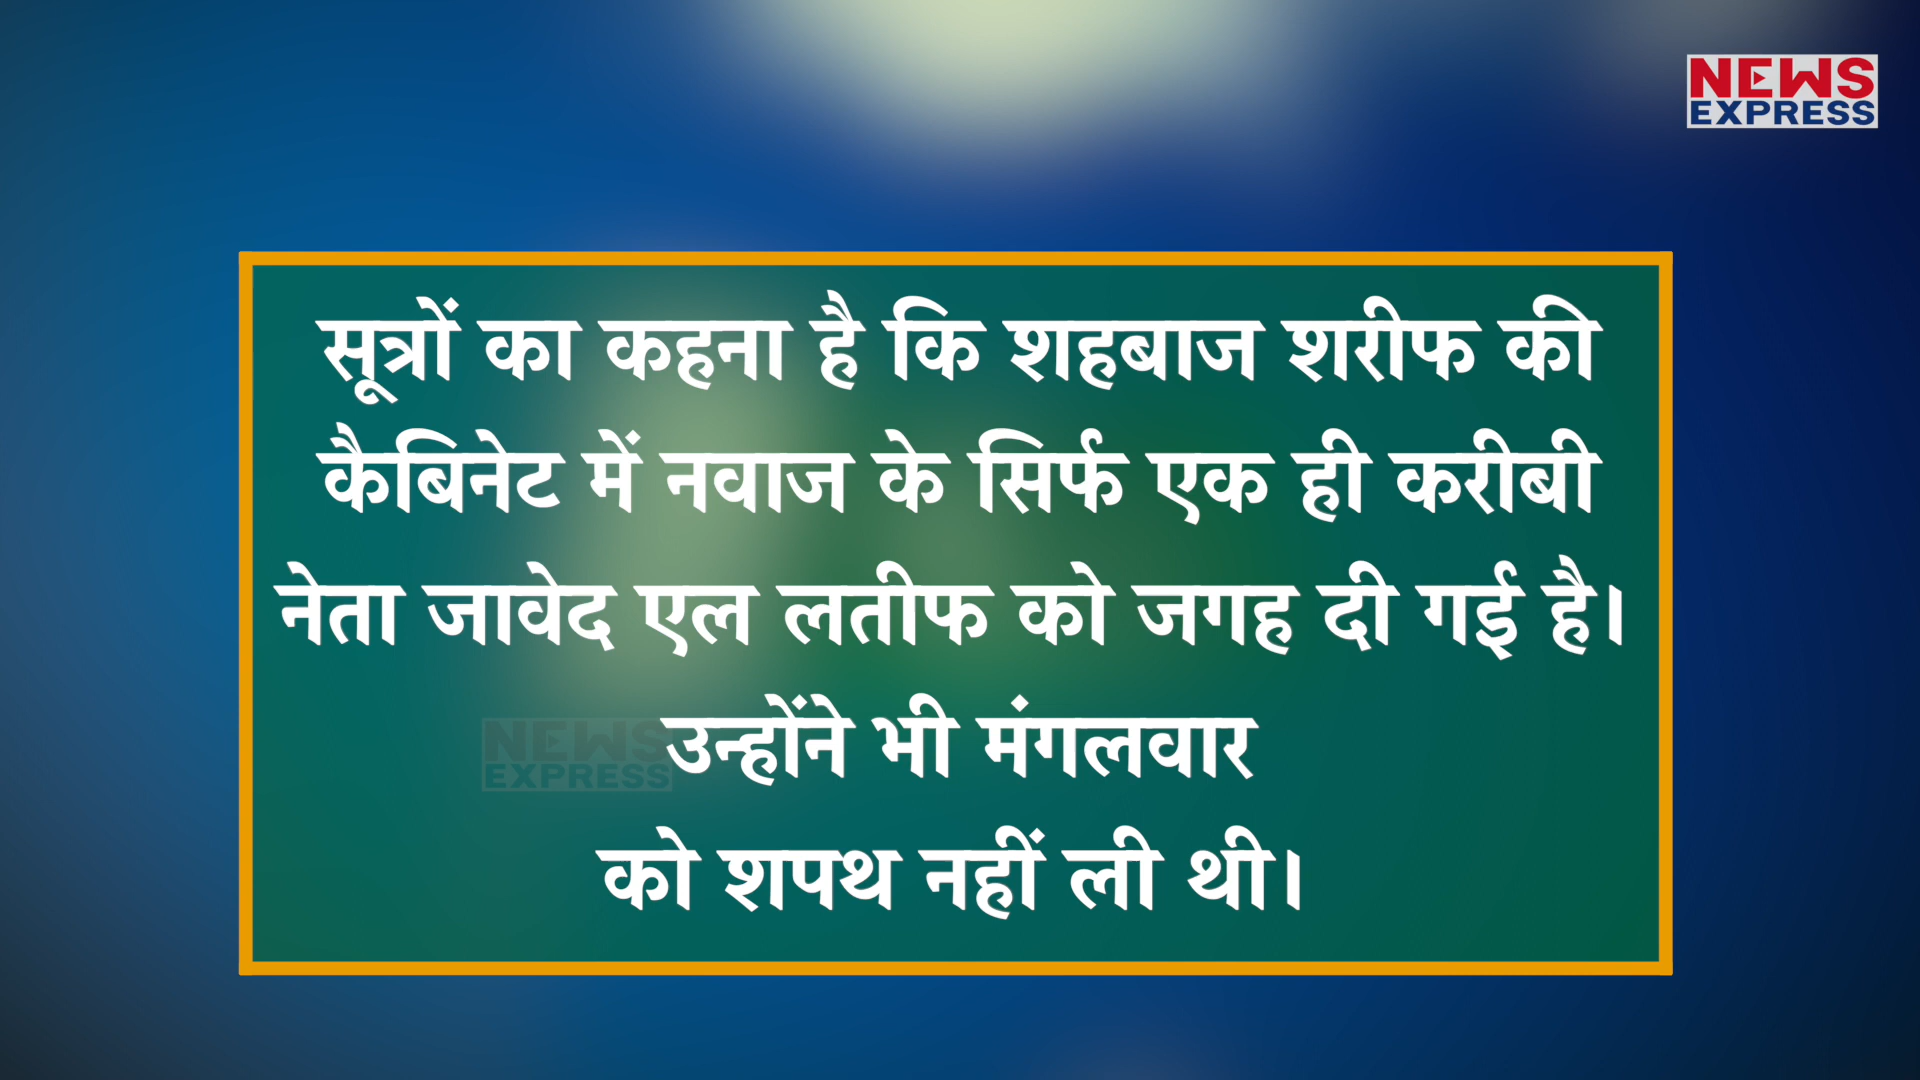 NEWS
EXPRESS
सूत्रों का कहना है कि शहबाज शरीफ की
कैबिनेट में नवाज के सिर्फ एक ही करीबी
नेता जावेद एल लतीफ को जगह दी गई है।
उन्होंने भी मंगलवार
NEWS
EXPRESS
को शपथ नहीं ली थी।